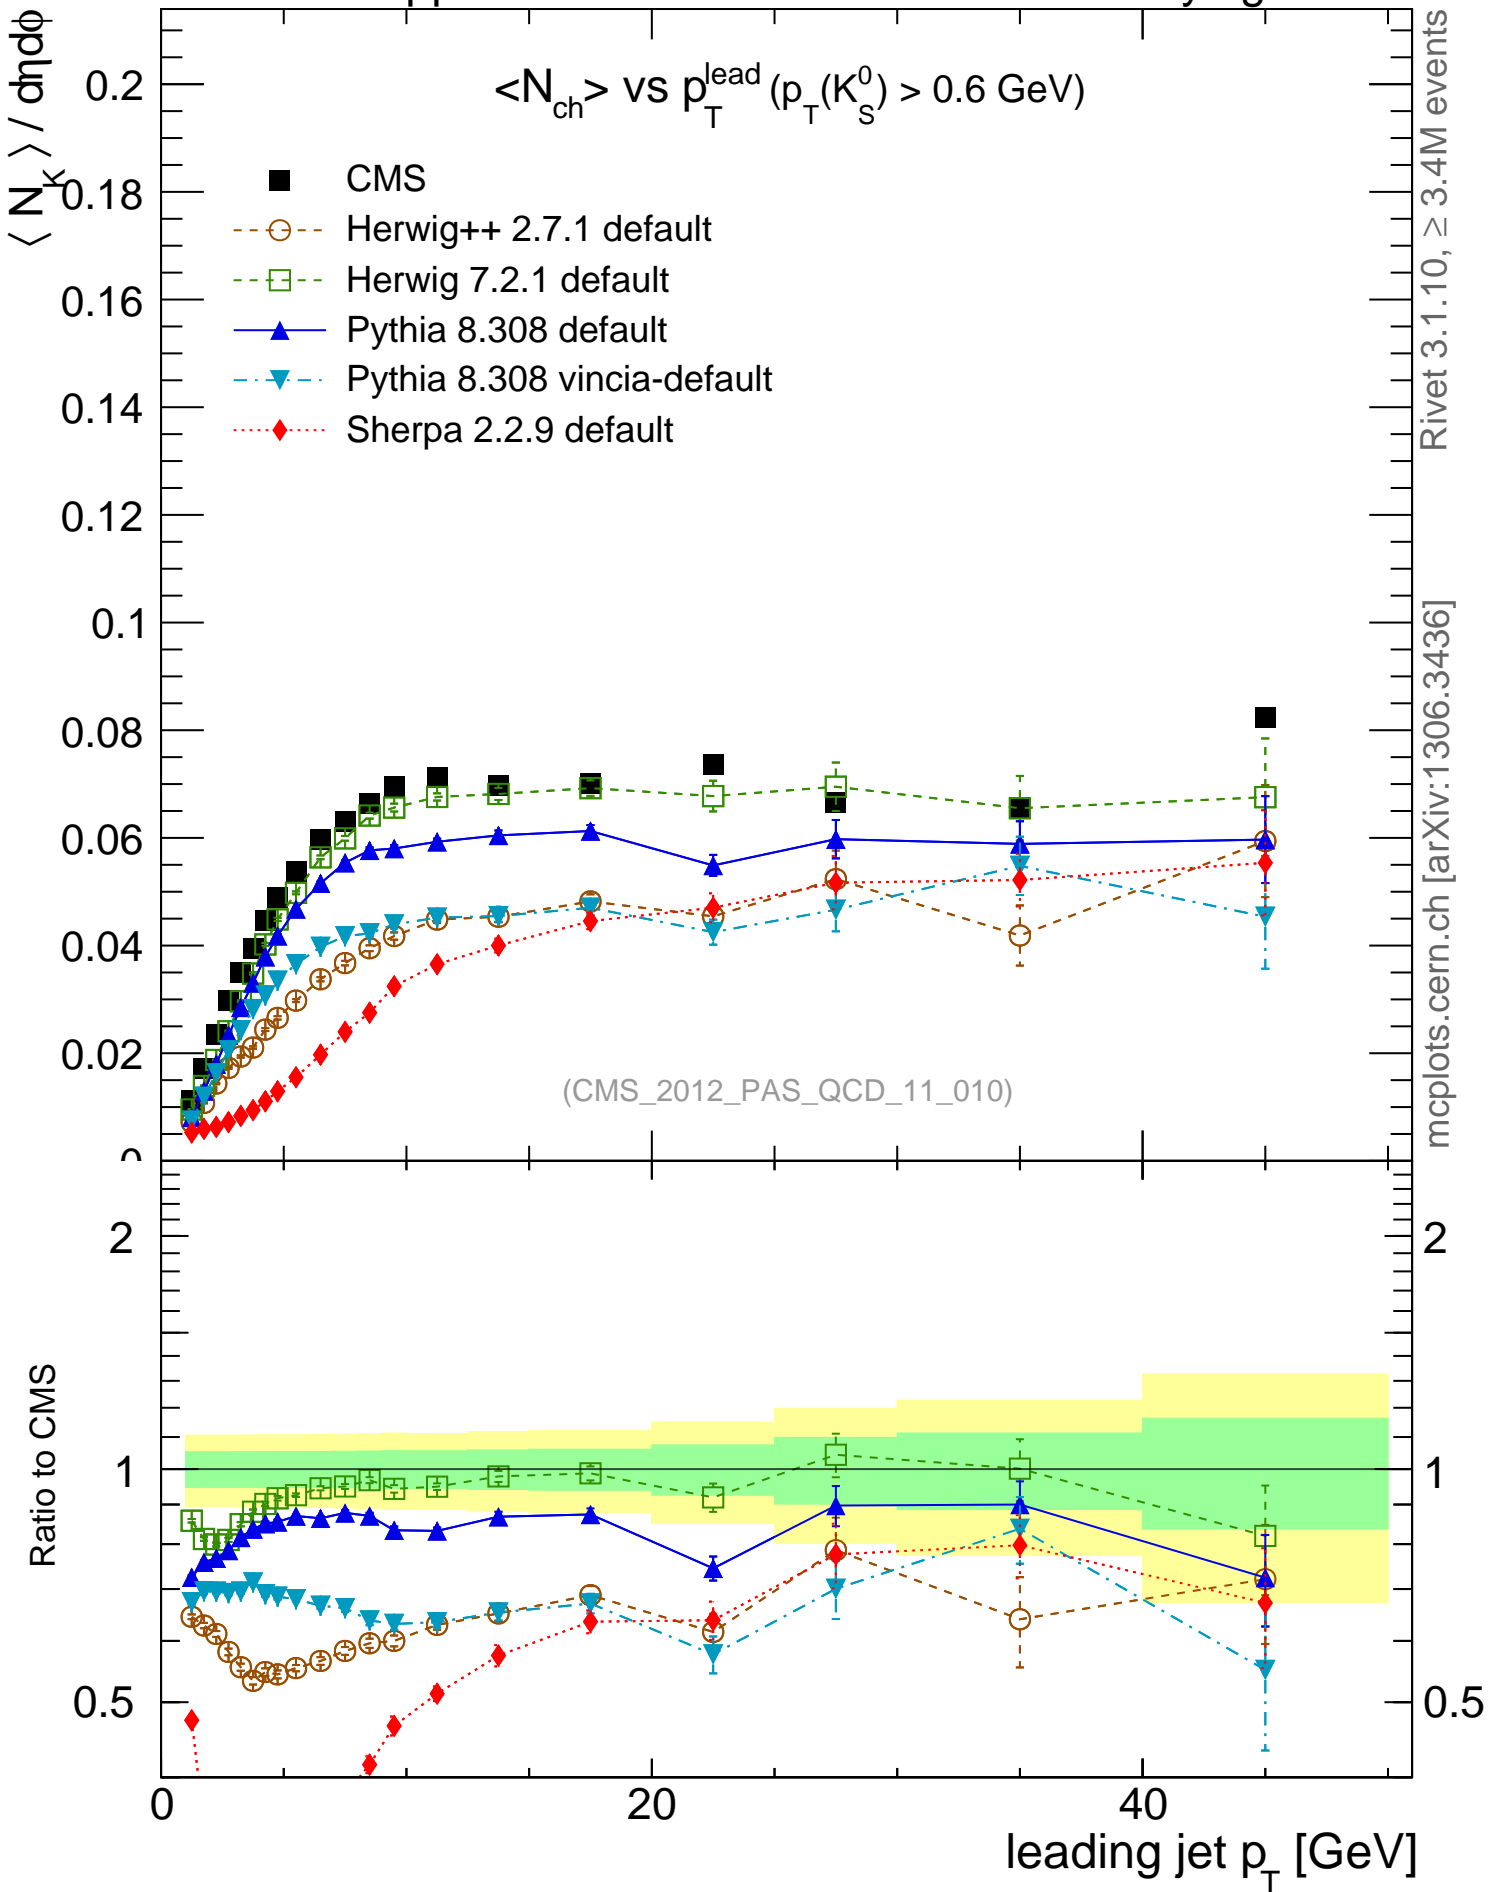 <N_ch> vs p_T^lead (p_T(K_S^0) > 0.6 GeV)
⟨ N_K ⟩ / dηdϕ
CMS
Herwig++ 2.7.1 default
Herwig 7.2.1 default
Pythia 8.308 default
Pythia 8.308 vincia-default
Sherpa 2.2.9 default
0.2
0.18
0.16
0.14
0.12
0.1
0.08
0.06
0.04
0.02
0
(CMS_2012_PAS_QCD_11_010)
Rivet 3.1.10, ≥ 3.4M events
mcplots.cern.ch [arXiv:1306.3436]
Ratio to CMS
2
1
0.5
2
1
0.5
0
20
40
leading jet p_T [GeV]